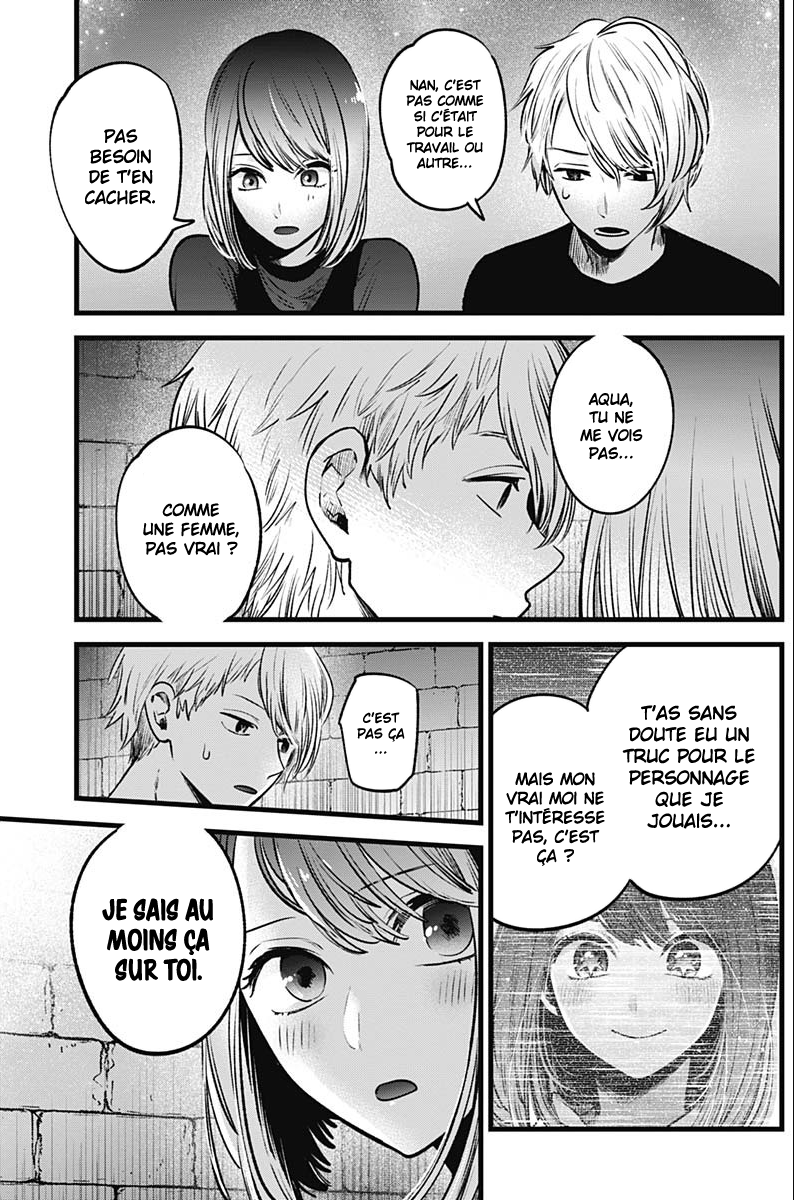 NAN, C'EST
PAS COMME
SI C'ÉTAIT
POUR LE
TRAVAIL OU
AUTRE...
PAS
BESOIN
DE T'EN
CACHER.
AQUA,
TU NE
ME VOIS
PAS...
COMME
UNE FEMME,
PAS VRAI ?
T'AS SANS
DOUTE EU UN
TRUC POUR LE
PERSONNAGE
QUE JE
JOUAIS...
MAIS MON
VRAI MOI NE
T'INTÉRESSE
PAS, C'EST
ÇA ?
C'EST
PAS ÇA
...
JE SAIS AU
MOINS ÇA
SUR TOI.